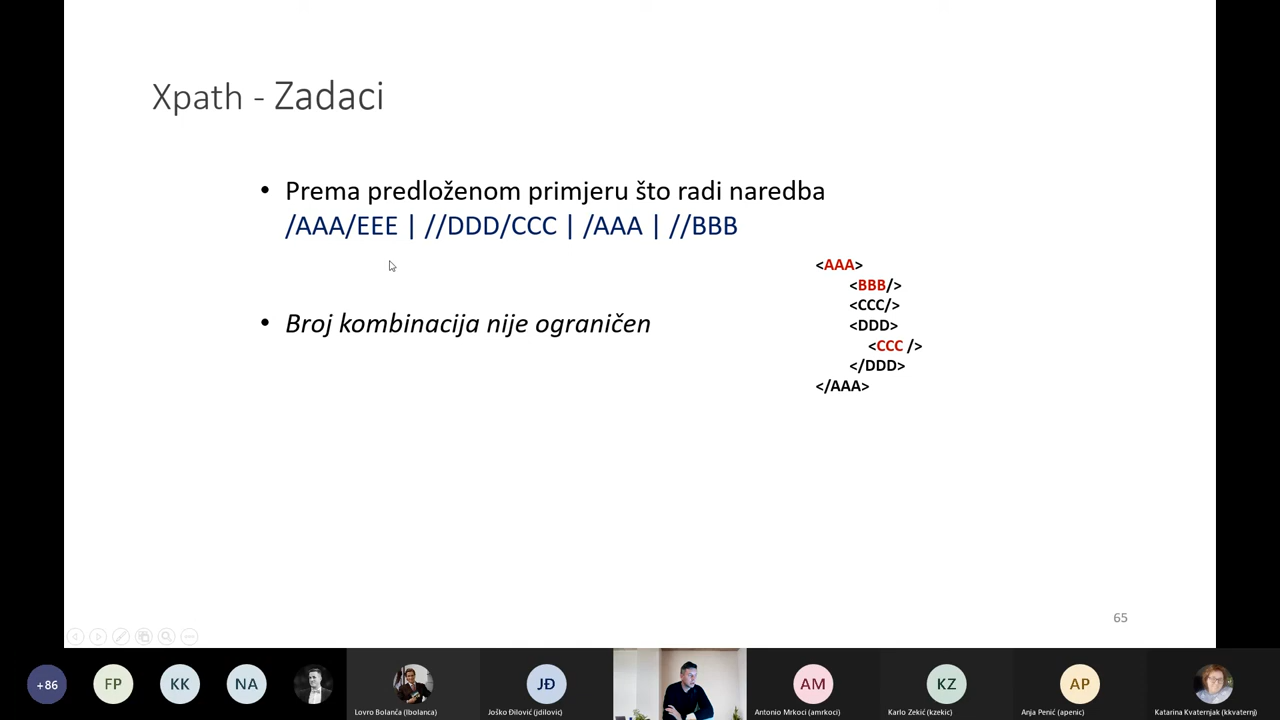 Xpath - Zadaci
• Prema predloženom primjeru što radi naredba
/AAA/EEE | //DDD/CCC | /AAA | //BBB
<AAA>
<BBB/>
<CCC/>
<DDD>
<CCC />
</DDD>
</AAA>
• Broj kombinacija nije ograničen
65
+86
FP
KK
NA
Lovro Bolanča (lbolanca)
JĐ
Joško Đilović (jdilovic)
AM
Antonio Mrkoci (amrkoci)
KZ
Karlo Zekić (kzekic)
AP
Anja Penić (apenic)
Katarina Kvaternjak (kkvaternj)